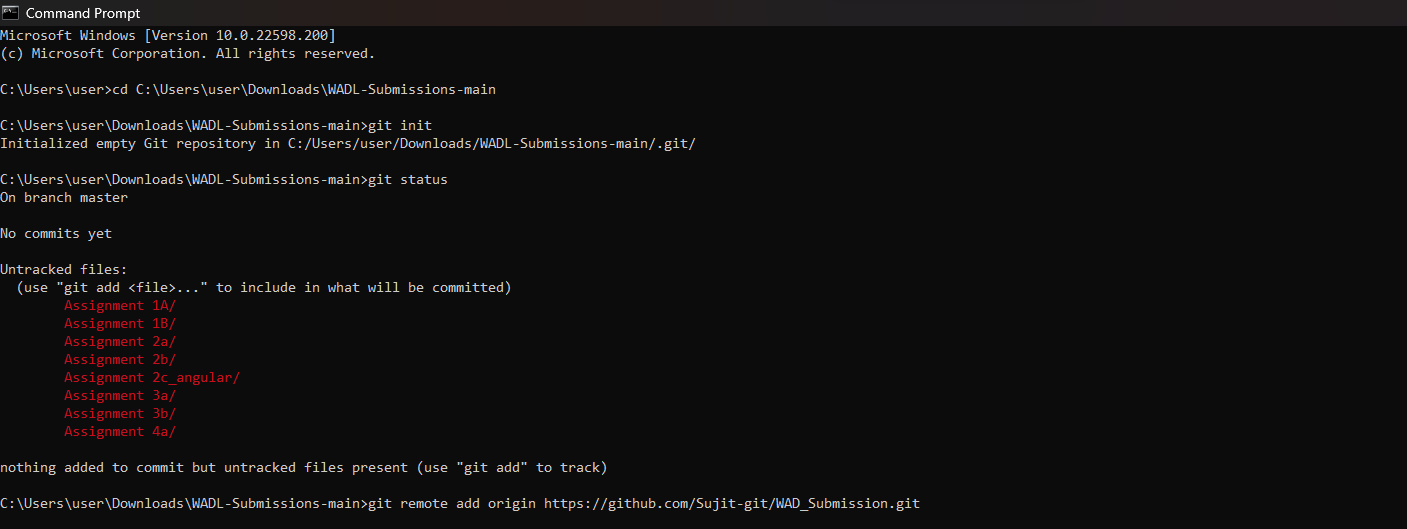 Command Prompt
Microsoft Windows [Version 10.0.22598.200]
(c) Microsoft Corporation. All rights reserved.
C:\Users\user>cd C:\Users\user\Downloads\WADL-Submissions-main
C:\Users\user\Downloads\WADL-Submissions-main>git init
Initialized empty Git repository in C:/Users/user/Downloads/WADL-Submissions-main/.git/
C:\Users\user\Downloads\WADL-Submissions-main>git status
On branch master
No commits yet
Untracked files:
  (use "git add <file>..." to include in what will be committed)
        Assignment 1A/
        Assignment 1B/
        Assignment 2a/
        Assignment 2b/
        Assignment 2c_angular/
        Assignment 3a/
        Assignment 3b/
        Assignment 4a/
nothing added to commit but untracked files present (use "git add" to track)
C:\Users\user\Downloads\WADL-Submissions-main>git remote add origin https://github.com/Sujit-git/WAD_Submission.git